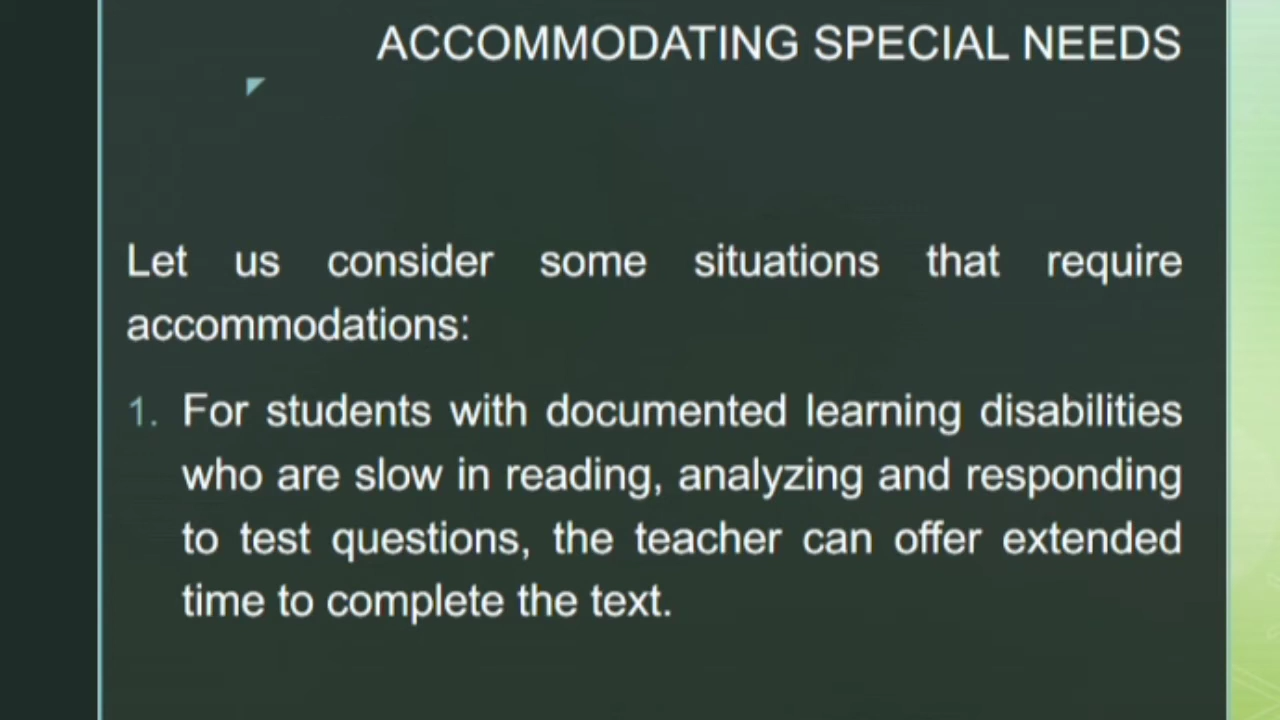 ACCOMMODATING SPECIAL NEEDS
Let us consider some situations that require
accommodations:
1. For students with documented learning disabilities
who are slow in reading, analyzing and responding
to test questions, the teacher can offer extended
time to complete the text.